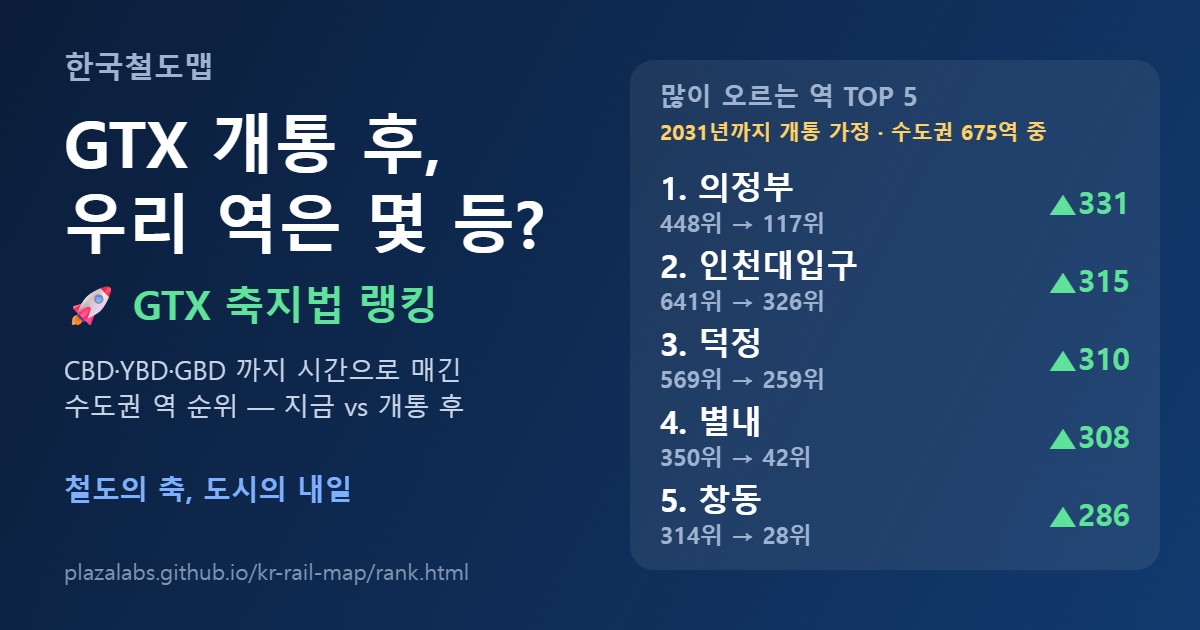 한국철도맵
GTX 개통 후,
우리 역은 몇 등?
🚀 GTX 축지법 랭킹
CBD·YBD·GBD 까지 시간으로 매긴
수도권 역 순위 — 지금 vs 개통 후
철도의 축, 도시의 내일
plazalabs.github.io/kr-rail-map/rank.html
많이 오르는 역 TOP 5
2031년까지 개통 가정 · 수도권 675역 중
1. 의정부
448위 → 117위
▲331
2. 인천대입구
641위 → 326위
▲315
3. 덕정
569위 → 259위
▲310
4. 별내
350위 → 42위
▲308
5. 창동
314위 → 28위
▲286